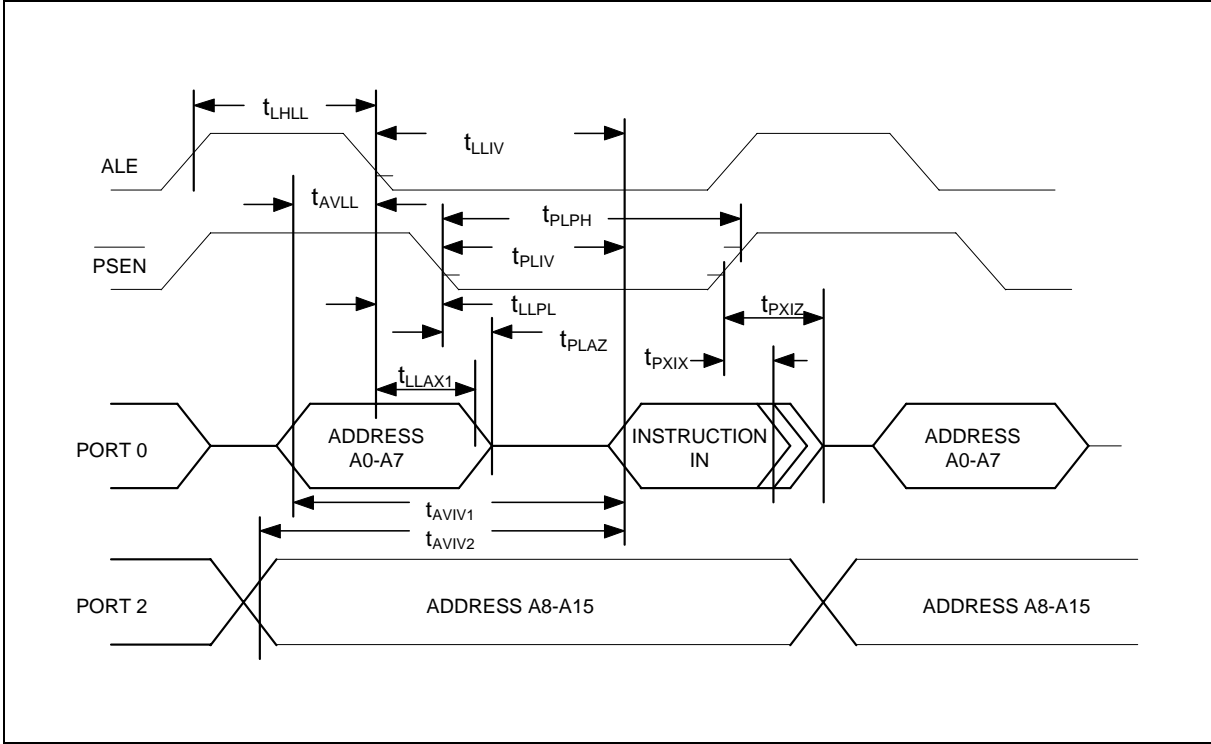 tLHLL
ALE
tLLIV
tAVLL
tPLPH
PSEN
tPLIV
tLLPL
tPXIZ
tPLAZ
tPXIX
tLLAX1
PORT 0
ADDRESS
A0-A7
INSTRUCTION
IN
ADDRESS
A0-A7
tAVIV1
tAVIV2
PORT 2
ADDRESS A8-A15
ADDRESS A8-A15